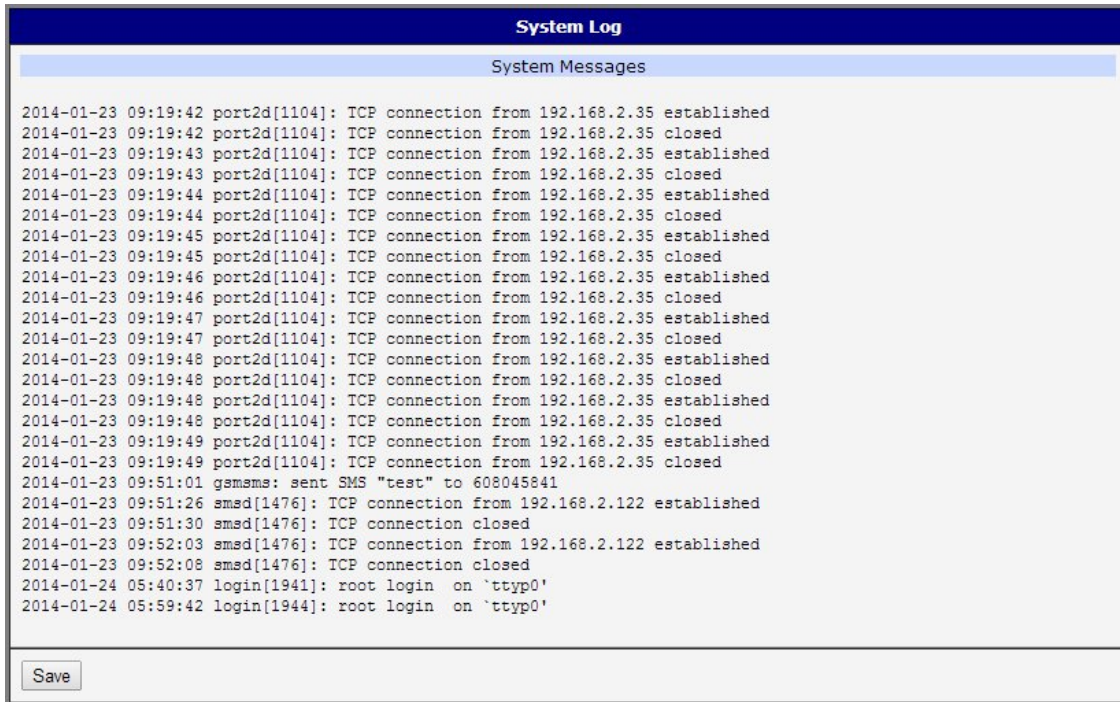 System Log
System Messages
2014-01-23 09:19:42 port2d[1104]: TCP connection from 192.168.2.35 established
2014-01-23 09:19:42 port2d[1104]: TCP connection from 192.168.2.35 closed
2014-01-23 09:19:43 port2d[1104]: TCP connection from 192.168.2.35 established
2014-01-23 09:19:43 port2d[1104]: TCP connection from 192.168.2.35 closed
2014-01-23 09:19:44 port2d[1104]: TCP connection from 192.168.2.35 established
2014-01-23 09:19:44 port2d[1104]: TCP connection from 192.168.2.35 closed
2014-01-23 09:19:45 port2d[1104]: TCP connection from 192.168.2.35 established
2014-01-23 09:19:45 port2d[1104]: TCP connection from 192.168.2.35 closed
2014-01-23 09:19:46 port2d[1104]: TCP connection from 192.168.2.35 established
2014-01-23 09:19:46 port2d[1104]: TCP connection from 192.168.2.35 closed
2014-01-23 09:19:47 port2d[1104]: TCP connection from 192.168.2.35 established
2014-01-23 09:19:47 port2d[1104]: TCP connection from 192.168.2.35 closed
2014-01-23 09:19:48 port2d[1104]: TCP connection from 192.168.2.35 established
2014-01-23 09:19:48 port2d[1104]: TCP connection from 192.168.2.35 closed
2014-01-23 09:19:48 port2d[1104]: TCP connection from 192.168.2.35 established
2014-01-23 09:19:48 port2d[1104]: TCP connection from 192.168.2.35 closed
2014-01-23 09:19:49 port2d[1104]: TCP connection from 192.168.2.35 established
2014-01-23 09:19:49 port2d[1104]: TCP connection from 192.168.2.35 closed
2014-01-23 09:51:01 gsmsms: sent SMS "test" to 608045841
2014-01-23 09:51:26 smsd[1476]: TCP connection from 192.168.2.122 established
2014-01-23 09:51:30 smsd[1476]: TCP connection closed
2014-01-23 09:52:03 smsd[1476]: TCP connection from 192.168.2.122 established
2014-01-23 09:52:08 smsd[1476]: TCP connection closed
2014-01-24 05:40:37 login[1941]: root login  on `ttyp0'
2014-01-24 05:59:42 login[1944]: root login  on `ttyp0'
Save